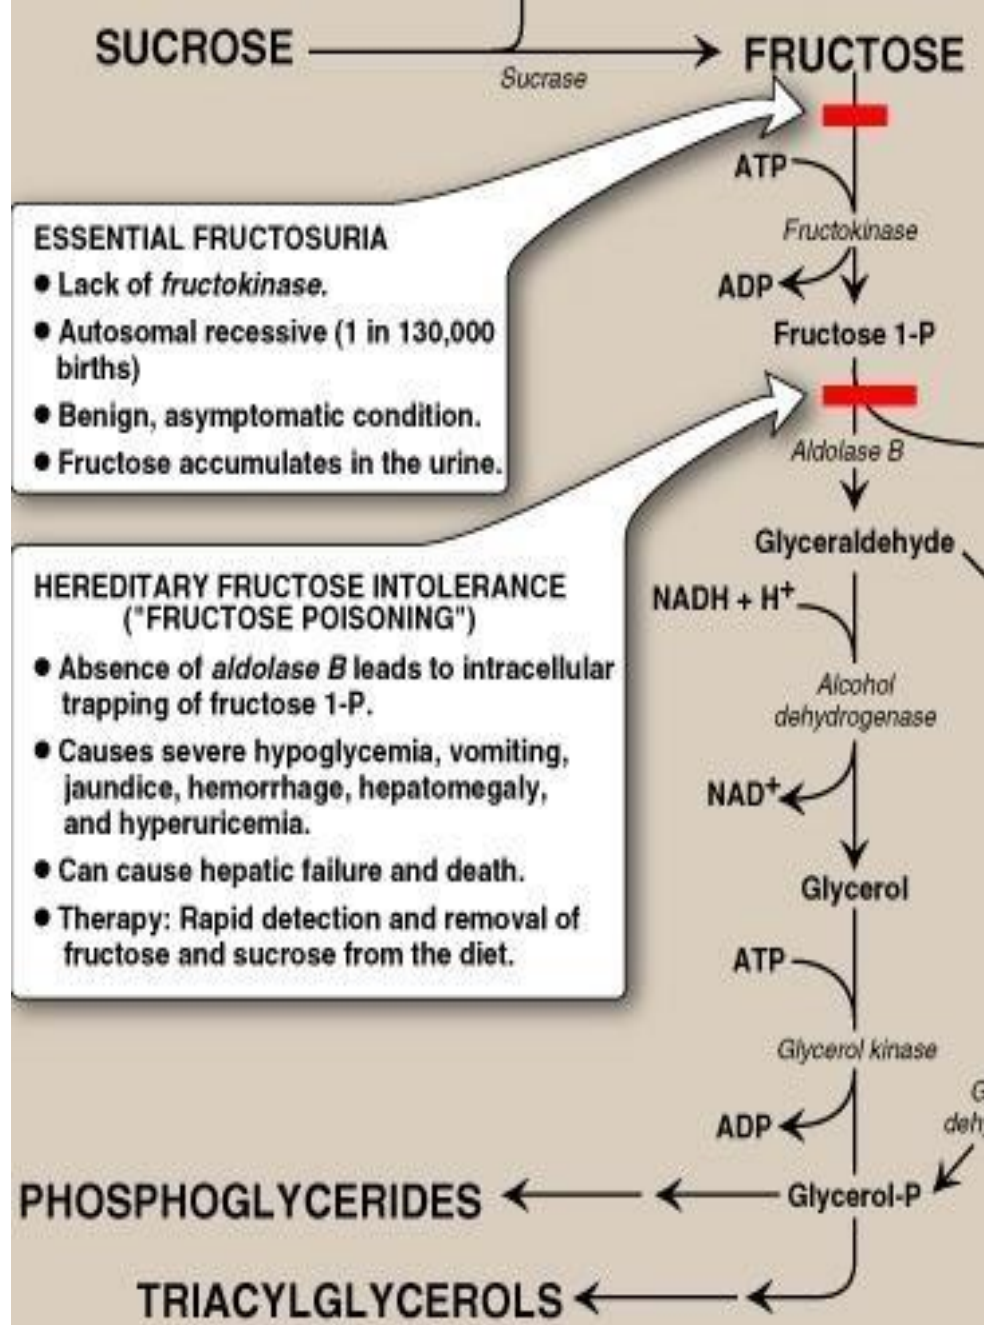 SUCROSE
Sucrase
FRUCTOSE
ATP
Fructokinase
ADP
Fructose 1-P
ESSENTIAL FRUCTOSURIA
● Lack of fructokinase.
● Autosomal recessive (1 in 130,000
births)
● Benign, asymptomatic condition.
● Fructose accumulates in the urine.
Aldolase B
Glyceraldehyde
HEREDITARY FRUCTOSE INTOLERANCE
("FRUCTOSE POISONING")
● Absence of aldolase B leads to intracellular
trapping of fructose 1-P.
● Causes severe hypoglycemia, vomiting,
jaundice, hemorrhage, hepatomegaly,
and hyperuricemia.
● Can cause hepatic failure and death.
● Therapy: Rapid detection and removal of
fructose and sucrose from the diet.
NADH + H+
Alcohol
dehydrogenase
NAD+
Glycerol
ATP
Glycerol kinase
ADP
Glycerol-P
PHOSPHOGLYCERIDES
TRIACYLGLYCEROLS